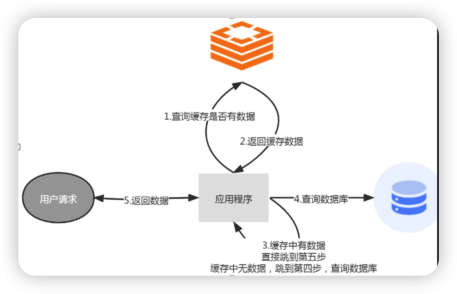 1.查询缓存是否有数据
2.返回缓存数据
用户请求
5.返回数据
应用程序
4.查询数据库
3.缓存中有数据
直接跳到第五步
缓存中无数据，跳到第四步，查询数据库